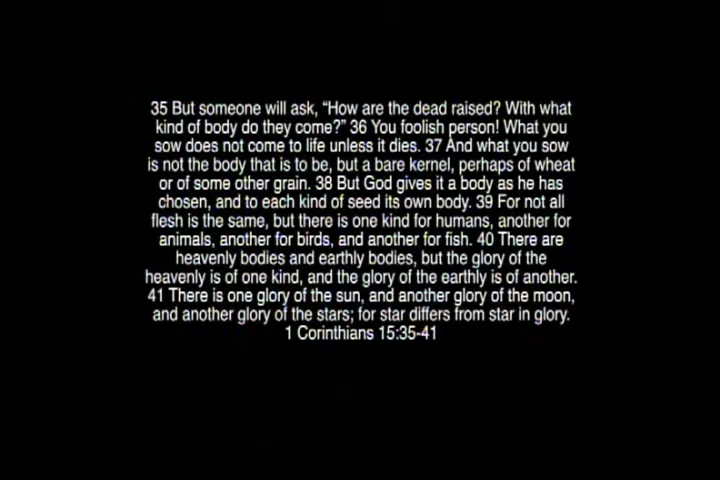 35 But someone will ask, “How are the dead raised? With what
kind of body do they come?” 36 You foolish person! What you
sow does not come to life unless it dies. 37 And what you sow
is not the body that is to be, but a bare kernel, perhaps of wheat
or of some other grain. 38 But God gives it a body as he has
chosen, and to each kind of seed its own body. 39 For not all
flesh is the same, but there is one kind for humans, another for
animals, another for birds, and another for fish. 40 There are
heavenly bodies and earthly bodies, but the glory of the
heavenly is of one kind, and the glory of the earthly is of another.
41 There is one glory of the sun, and another glory of the moon,
and another glory of the stars; for star differs from star in glory.
1 Corinthians 15:35-41